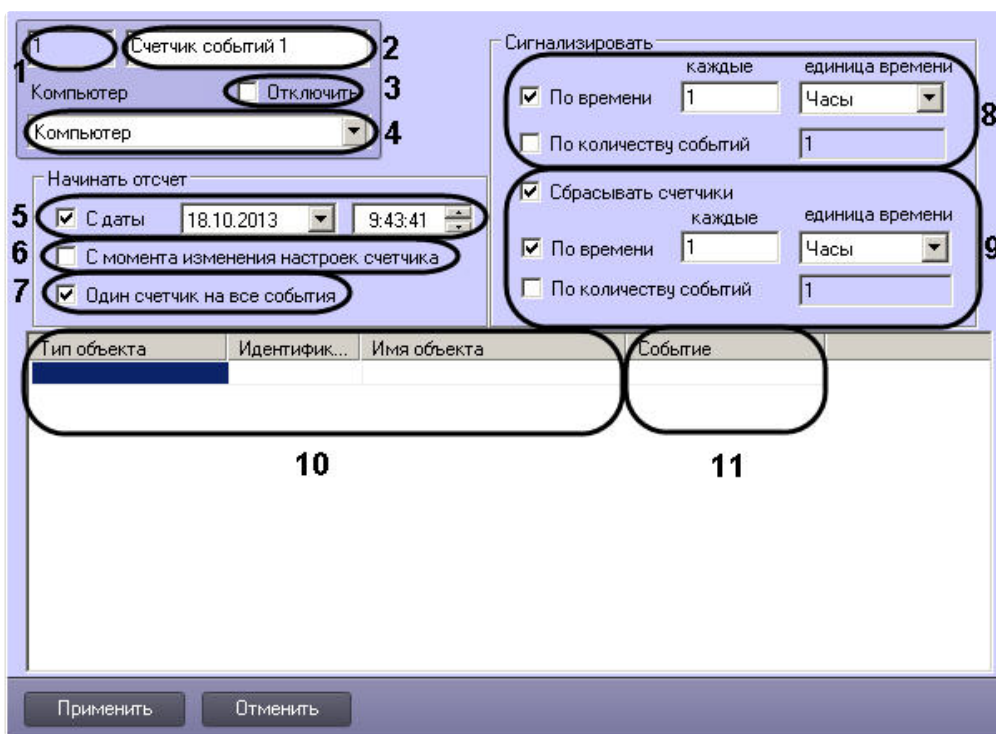 1
Счетчик событий 1
2
1
Компьютер
Отключить
3
Компьютер
4
Начинать отсчет
5
С даты
18.10.2013
9:43:41
6
С момента изменения настроек счетчика
7
Один счетчик на все события
Сигнализировать
каждые
единица времени
По времени
1
Часы
8
По количеству событий
1
Сбрасывать счетчики
каждые
единица времени
По времени
1
Часы
9
По количеству событий
1
Тип объекта
Идентифик...
Имя объекта
Событие
10
11
Применить
Отменить